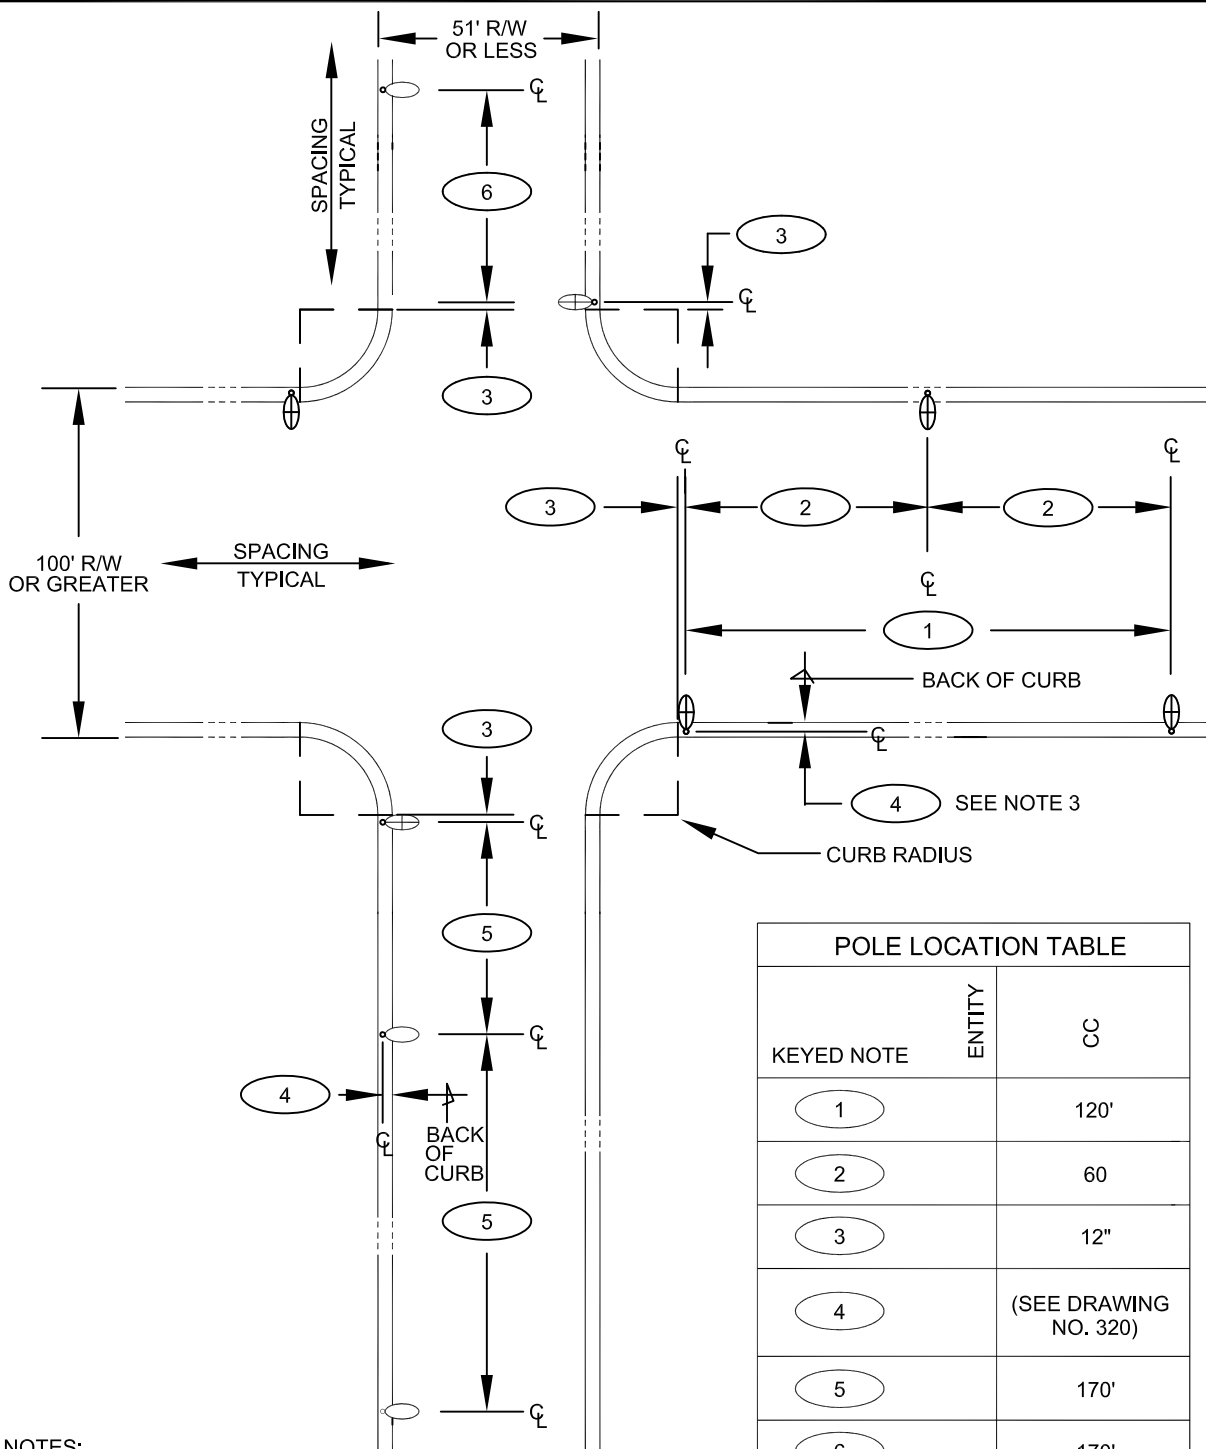 51' R/W
OR LESS
SPACING
TYPICAL
℄
6
3
℄
3
℄
℄
3
2
2
100' R/W
OR GREATER
SPACING
TYPICAL
℄
1
BACK OF CURB
3
℄
4
SEE NOTE 3
℄
CURB RADIUS
5
℄
4
℄
BACK
OF
CURB
5
℄
POLE LOCATION TABLE
KEYED NOTE
ENTITY
CC
1
120'
2
60
3
12"
4
(SEE DRAWING
NO. 320)
5
170'
6
170'
NOTES: